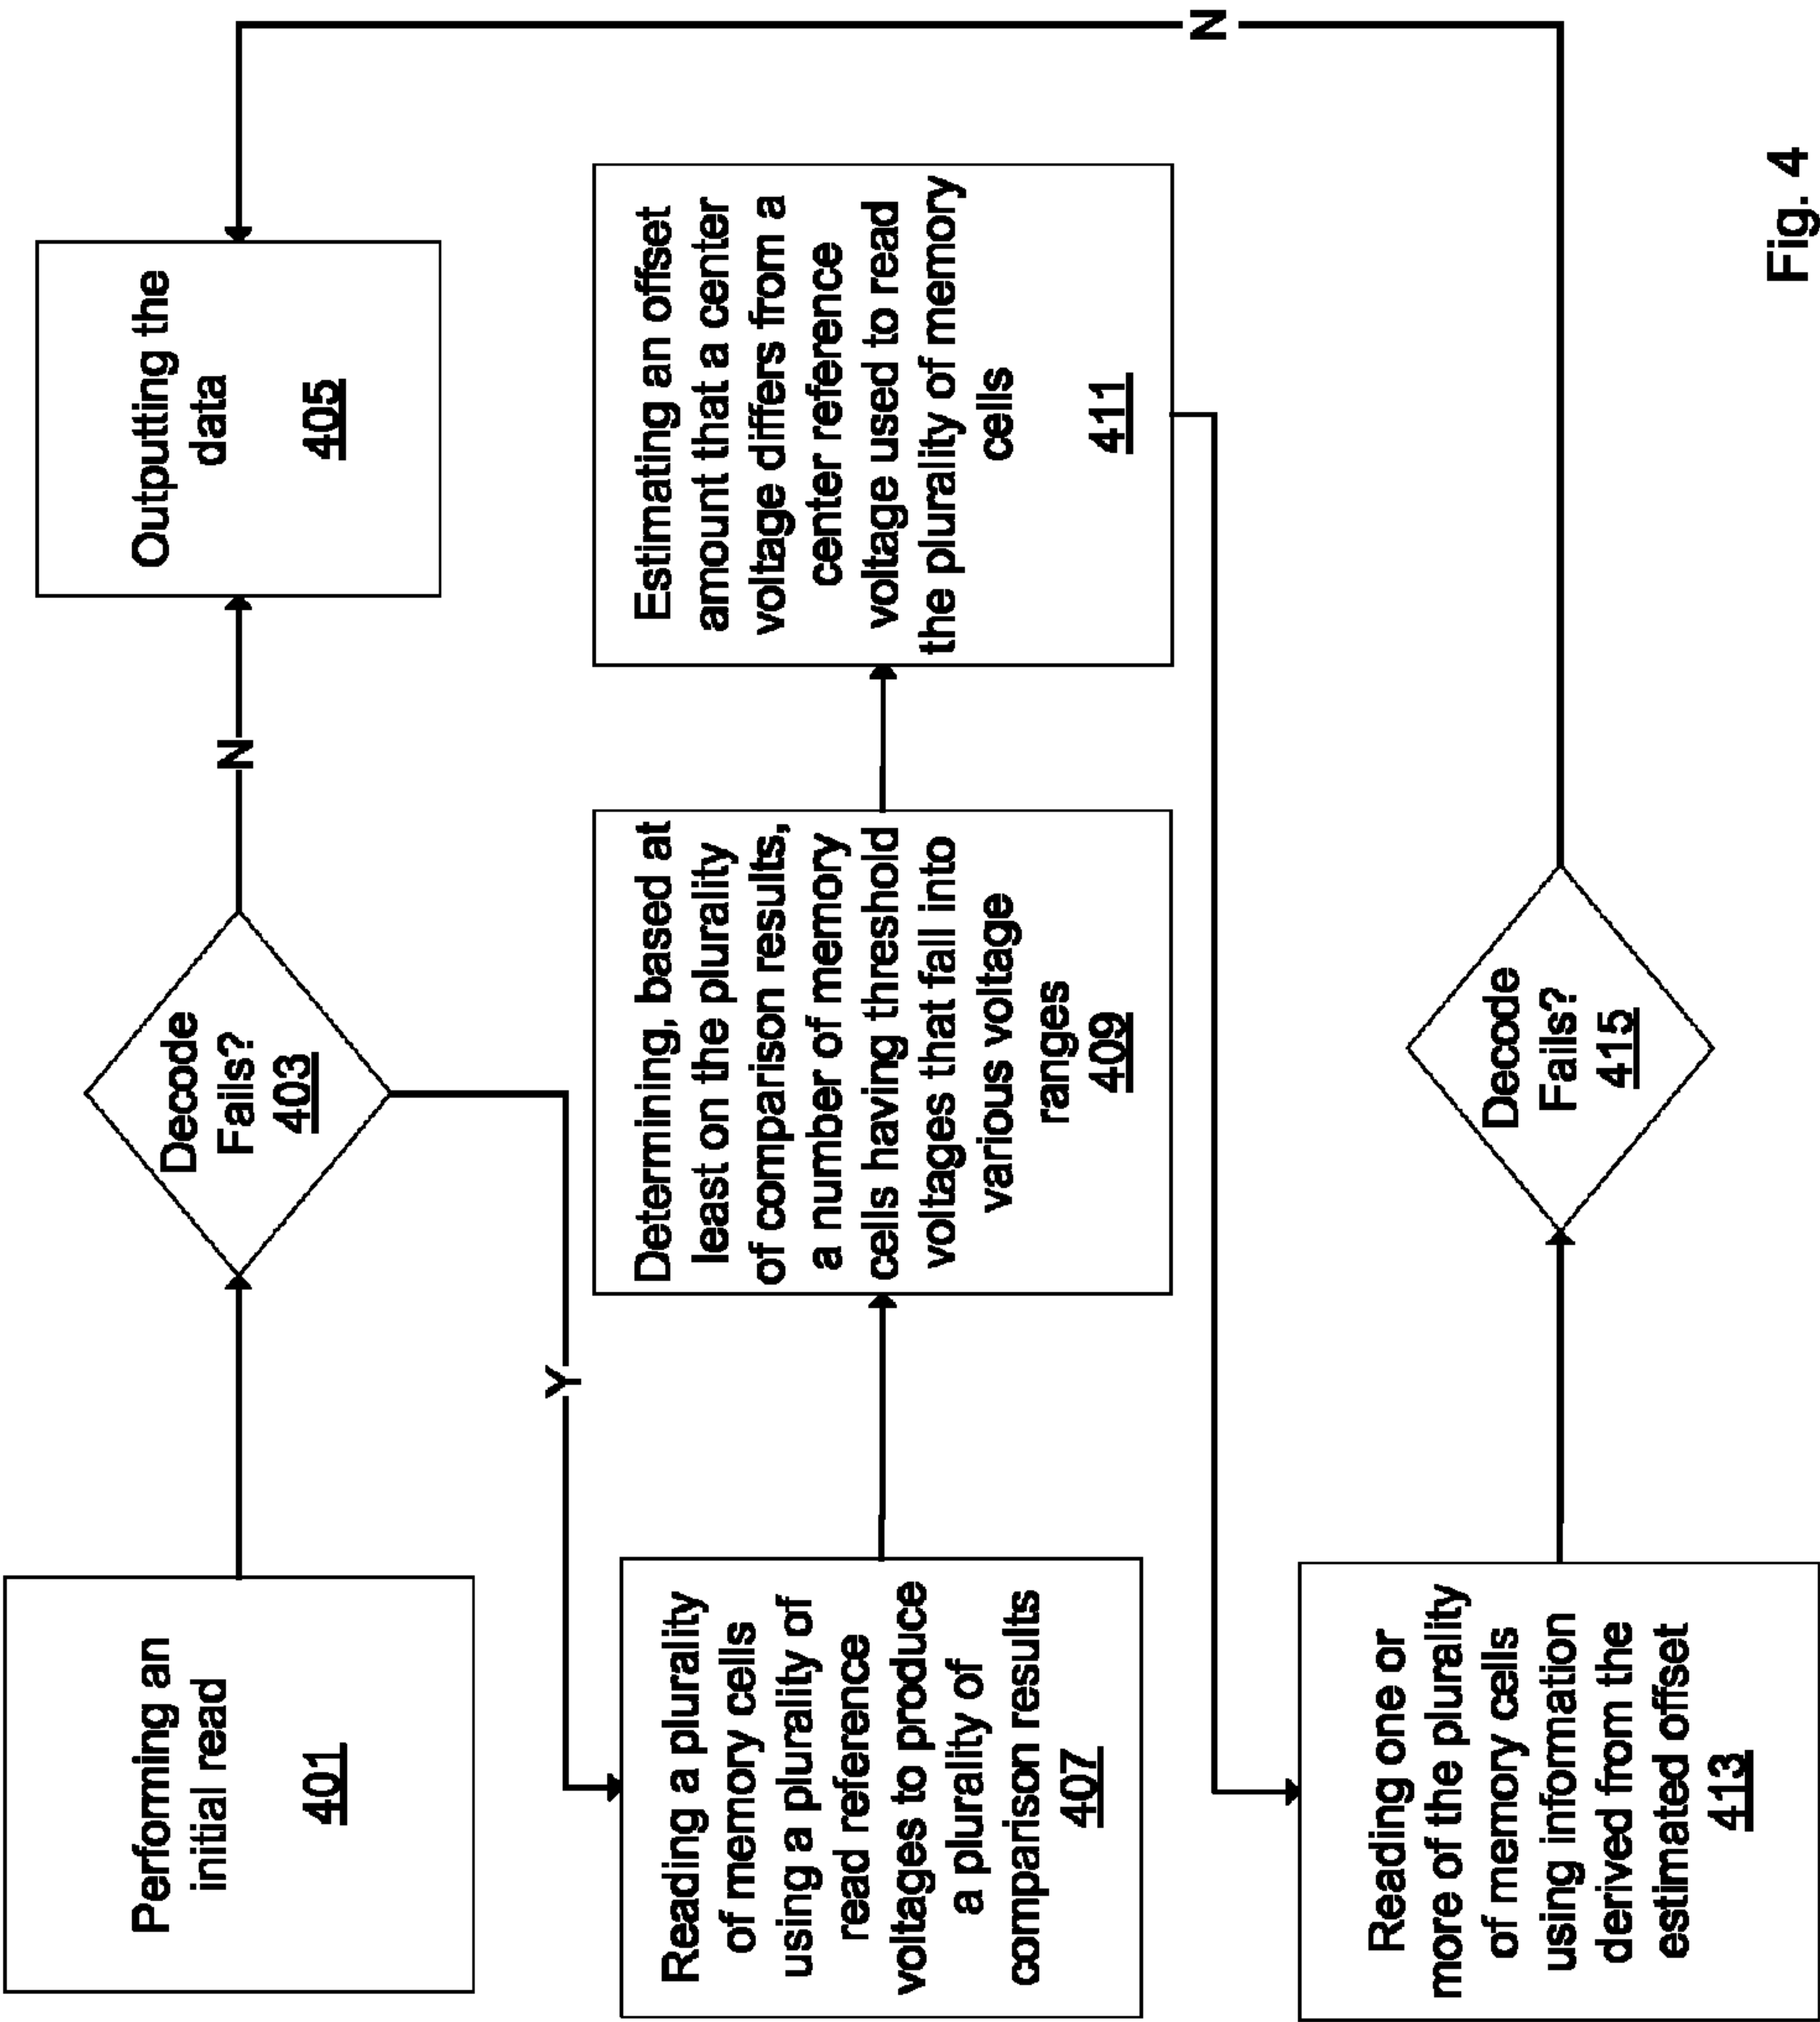 Performing an
initial read
401
Decode
Fails?
403
N
Outputting the
data
405
Y
Reading a plurality
of memory cells
using a plurality of
read reference
voltages to produce
a plurality of
comparison results
407
Determining, based at
least on the plurality
of comparison results,
a number of memory
cells having threshold
voltages that fall into
various voltage
ranges
409
Estimating an offset
amount that a center
voltage differs from a
center reference
voltage used to read
the plurality of memory
cells
411
Reading one or
more of the plurality
of memory cells
using information
derived from the
estimated offset
413
Decode
Fails?
415
N
Fig. 4